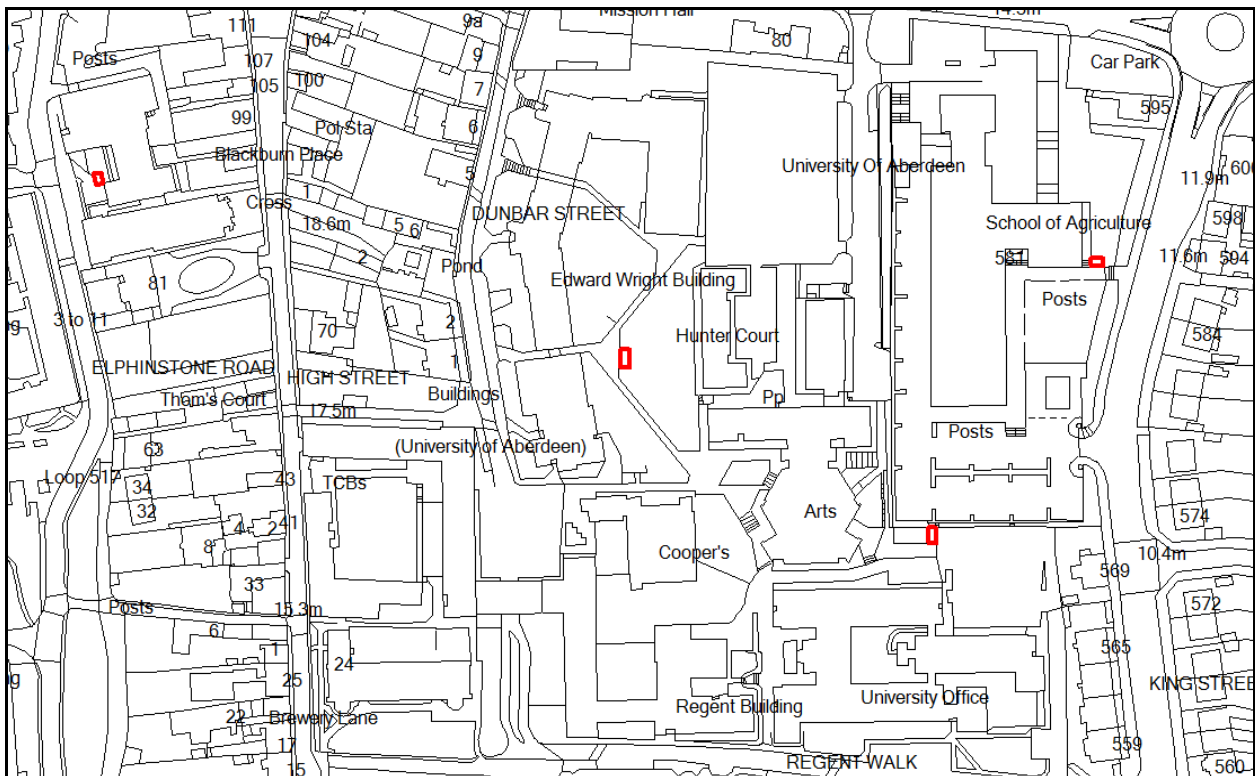 Mission Hall
111
104
9a
80
14.5m
Posts
107
9
Car Park
105
100
7
595
99
Pol Sta
6
Blackburn Place
University Of Aberdeen
5
11.9m
Cross
1
18.6m
5
6
DUNBAR STREET
School of Agriculture
598
2
Pond
581
11.6m
594
81
Edward Wright Building
Posts
3 to 11
70
2
Hunter Court
584
ELPHINSTONE ROAD
HIGH STREET
1
Tham's Court
17.5m
Buildings
Pp
63
(University of Aberdeen)
Posts
Loop 517
34
43
TCBs
32
4
2
41
Arts
574
8
Cooper's
10.4m
33
569
Posts
15.3m
572
6
1
24
565
25
KING STREE
22
Brewery Lane
Regent Building
University Office
17
559
15
REGENT WALK
560